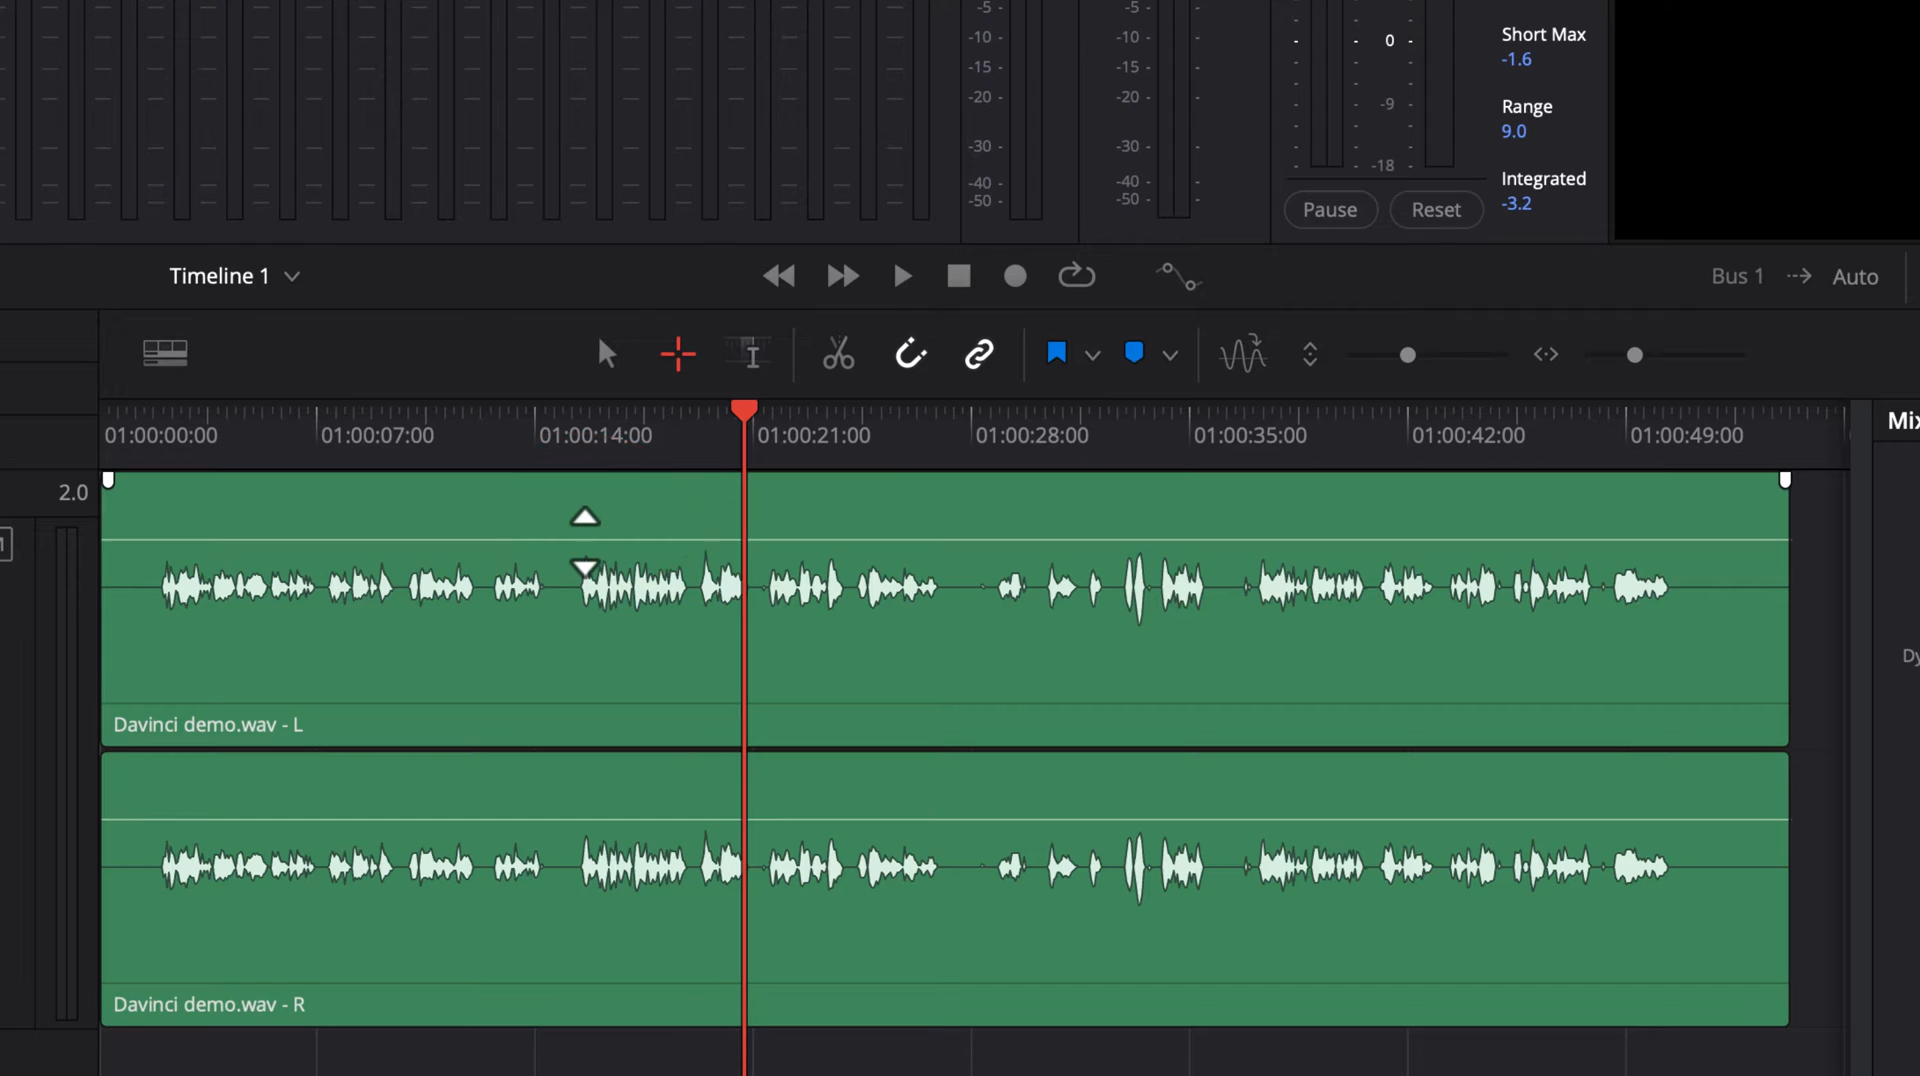 -5 -
-5 -
-10 -
-10 -
-15 -
-15 -
-20 -
-20 -
-30 -
-30 -
-40 -
-40 -
-50 -
-50 -
0
-9
-18
Pause
Reset
Short Max
-1.6
Range
9.0
Integrated
-3.2
Timeline 1
Bus 1
Auto
01:00:00:00
01:00:07:00
01:00:14:00
01:00:21:00
01:00:28:00
01:00:35:00
01:00:42:00
01:00:49:00
Mix
2.0
Dy
Davinci demo.wav - L
Davinci demo.wav - R